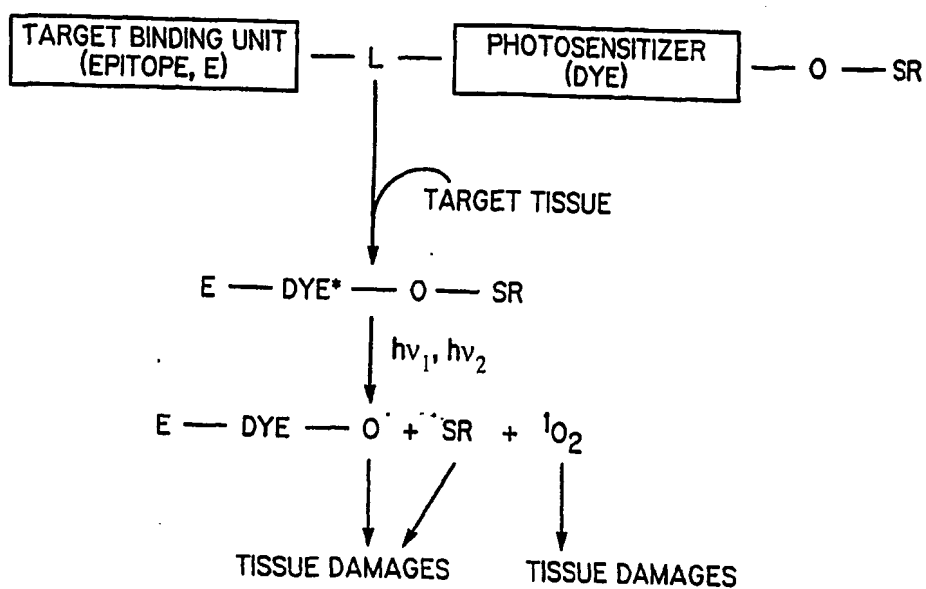 TARGET BINDING UNIT
(EPITOPE, E)
— L —
PHOTOSENSITIZER
(DYE)
— O — SR
TARGET TISSUE
E — DYE* — O — SR
hν₁, hν₂
E — DYE — O˙ + ˙SR + ¹O₂
TISSUE DAMAGES
TISSUE DAMAGES